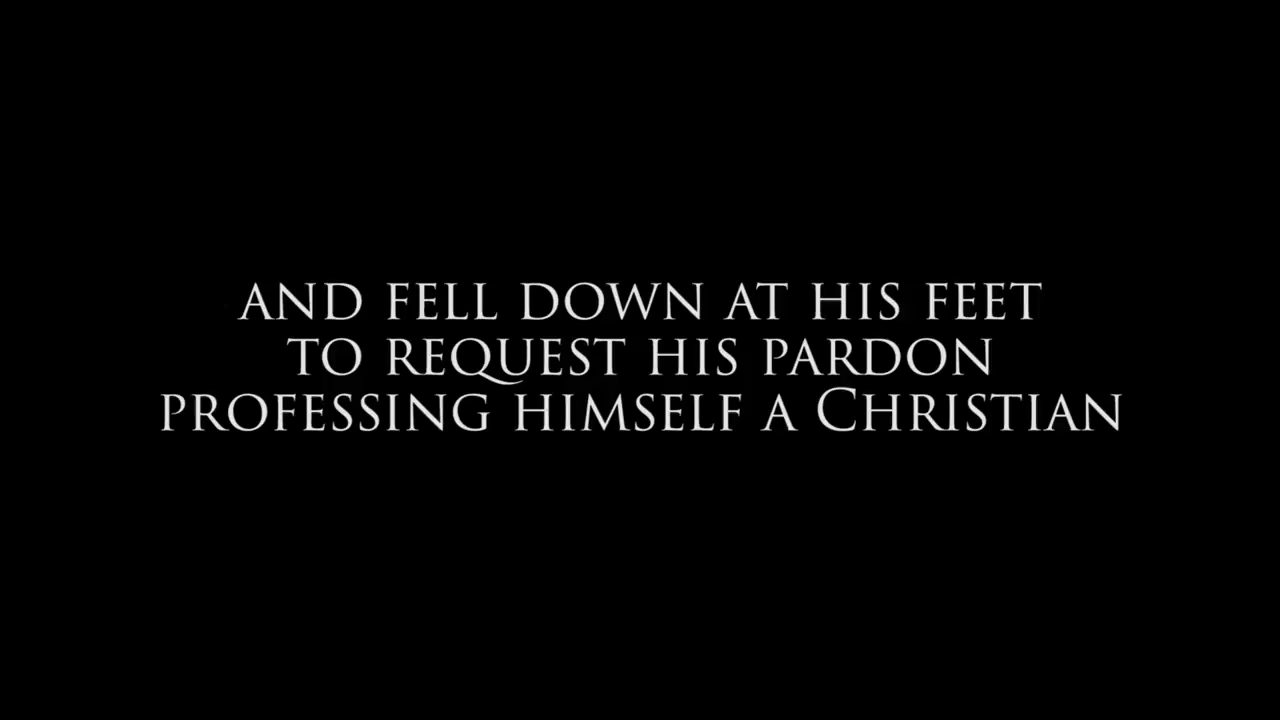 AND FELL DOWN AT HIS FEET
TO REQUEST HIS PARDON
PROFESSING HIMSELF A CHRISTIAN